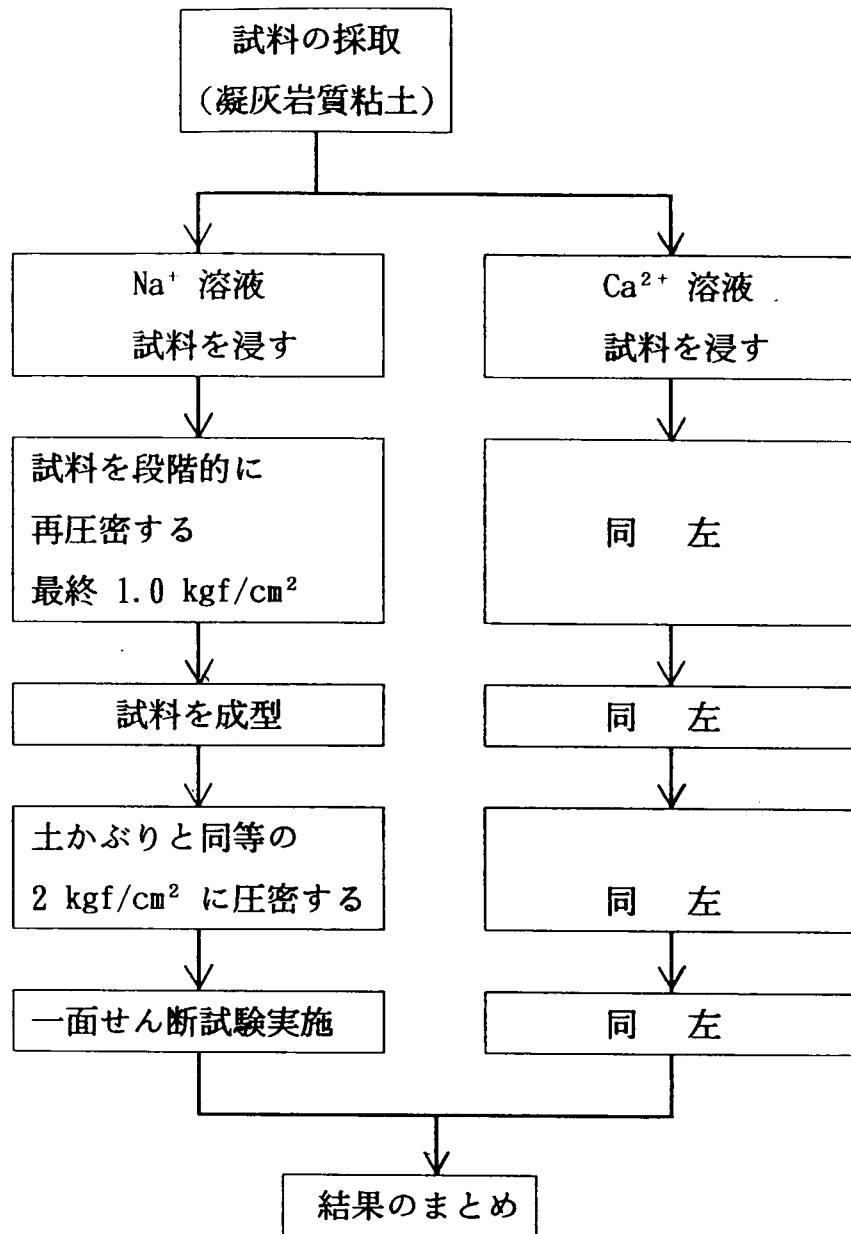 試料の採取
（凝灰岩質粘土）
Na⁺ 溶液
試料を浸す
Ca²⁺ 溶液
試料を浸す
試料を段階的に
再圧密する
最終 1.0 kgf/cm²
同 左
試料を成型
同 左
土かぶりと同等の
2 kgf/cm² に圧密する
同 左
一面せん断試験実施
同 左
結果のまとめ